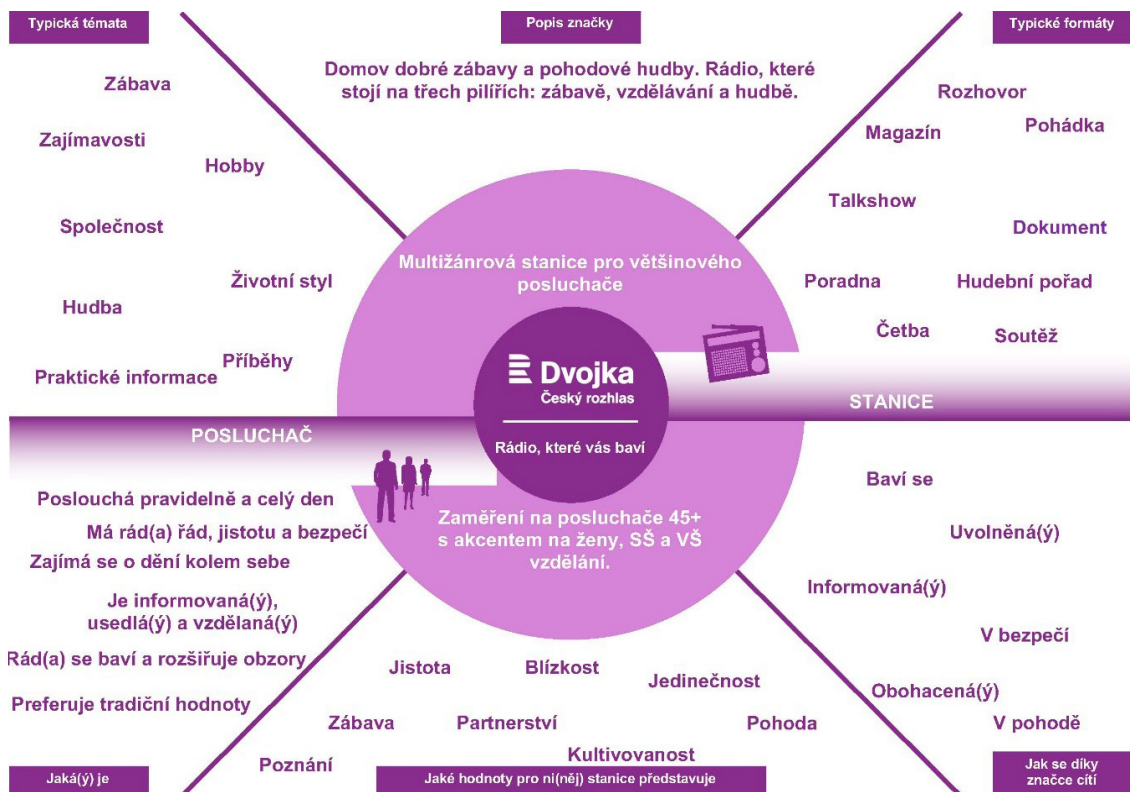 Typická témata
Zábava
Zajímavosti
Hobby
Společnost
Životní styl
Hudba
Příběhy
Praktické informace
Popis značky
Domov dobré zábavy a pohodové hudby. Rádio, které
stojí na třech pilířích: zábavě, vzdělávání a hudbě.
Typické formáty
Rozhovor
Pohádka
Magazín
Talkshow
Dokument
Poradna
Hudební pořad
Četba
Soutěž
Multižánrová stanice pro většinového
posluchače
STANICE
Dvojka
Český rozhlas
Rádio, které vás baví
POSLUCHAČ
Zaměření na posluchače 45+
s akcentem na ženy, SŠ a VŠ
vzdělání.
Poslouchá pravidelně a celý den
Má rád(a) řád, jistotu a bezpečí
Zajímá se o dění kolem sebe
Je informovaná(ý),
usedlá(ý) a vzdělaná(ý)
Rád(a) se baví a rozšiřuje obzory
Preferuje tradiční hodnoty
Jaká(ý) je
Jistota
Blízkost
Jedinečnost
Zábava
Partnerství
Pohoda
Poznání
Kultivovanost
Jaké hodnoty pro ni(něj) stanice představuje
Baví se
Uvolněná(ý)
Informovaná(ý)
V bezpečí
Obohacená(ý)
V pohodě
Jak se díky
značce cítí